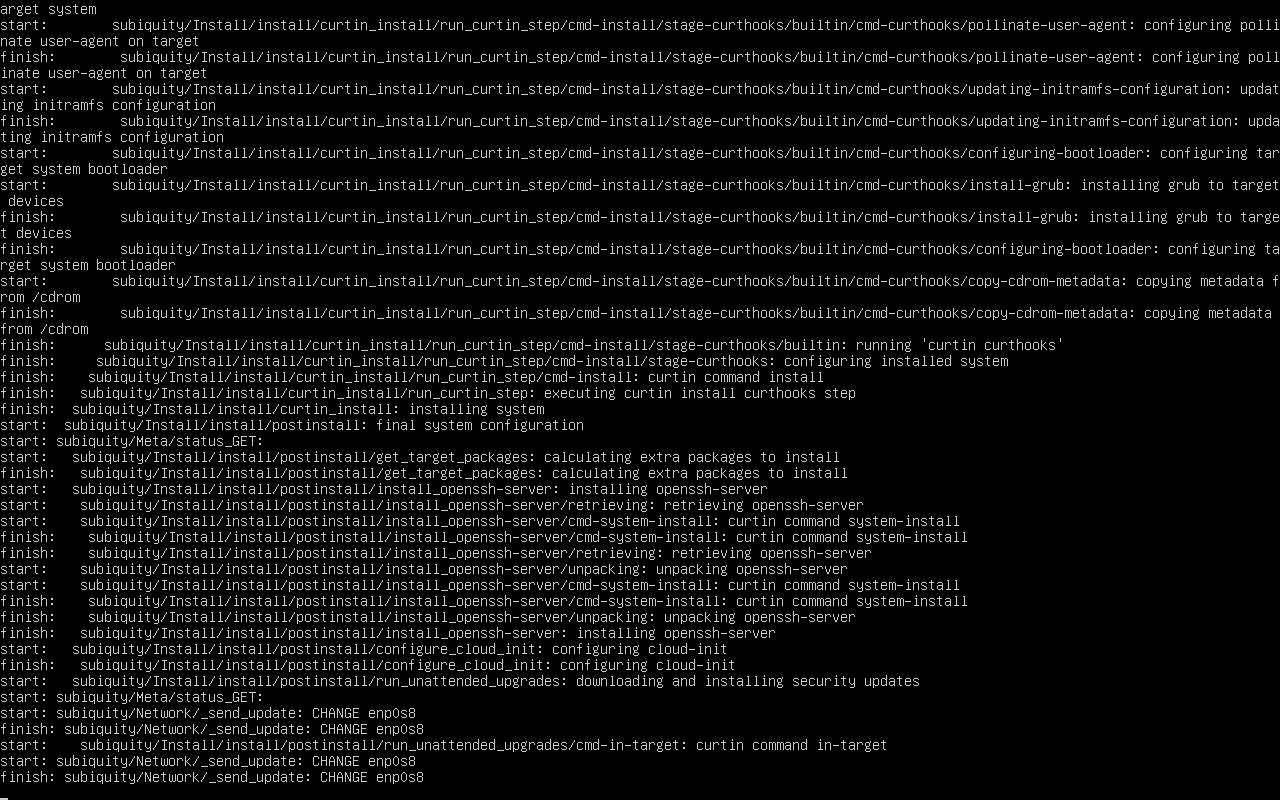 arget system
start:        subiquity/Install/install/curtin_install/run_curtin_step/cmd-install/stage-curthooks/builtin/cmd-curthooks/pollinate-user-agent: configuring polli
nate user-agent on target
finish:        subiquity/Install/install/curtin_install/run_curtin_step/cmd-install/stage-curthooks/builtin/cmd-curthooks/pollinate-user-agent: configuring poll
inate user-agent on target
start:        subiquity/Install/install/curtin_install/run_curtin_step/cmd-install/stage-curthooks/builtin/cmd-curthooks/updating-initramfs-configuration: updat
ing initramfs configuration
finish:        subiquity/Install/install/curtin_install/run_curtin_step/cmd-install/stage-curthooks/builtin/cmd-curthooks/updating-initramfs-configuration: upda
ting initramfs configuration
start:        subiquity/Install/install/curtin_install/run_curtin_step/cmd-install/stage-curthooks/builtin/cmd-curthooks/configuring-bootloader: configuring tar
get system bootloader
start:        subiquity/Install/install/curtin_install/run_curtin_step/cmd-install/stage-curthooks/builtin/cmd-curthooks/install-grub: installing grub to target
 devices
finish:        subiquity/Install/install/curtin_install/run_curtin_step/cmd-install/stage-curthooks/builtin/cmd-curthooks/install-grub: installing grub to targe
t devices
finish:        subiquity/Install/install/curtin_install/run_curtin_step/cmd-install/stage-curthooks/builtin/cmd-curthooks/configuring-bootloader: configuring ta
rget system bootloader
start:        subiquity/Install/install/curtin_install/run_curtin_step/cmd-install/stage-curthooks/builtin/cmd-curthooks/copy-cdrom-metadata: copying metadata f
rom /cdrom
finish:        subiquity/Install/install/curtin_install/run_curtin_step/cmd-install/stage-curthooks/builtin/cmd-curthooks/copy-cdrom-metadata: copying metadata 
from /cdrom
finish:      subiquity/Install/install/curtin_install/run_curtin_step/cmd-install/stage-curthooks/builtin: running 'curtin curthooks'
finish:     subiquity/Install/install/curtin_install/run_curtin_step/cmd-install/stage-curthooks: configuring installed system
finish:    subiquity/Install/install/curtin_install/run_curtin_step/cmd-install: curtin command install
finish:   subiquity/Install/install/curtin_install/run_curtin_step: executing curtin install curthooks step
finish:  subiquity/Install/install/curtin_install: installing system
start:  subiquity/Install/install/postinstall: final system configuration
start: subiquity/Meta/status_GET:
start:   subiquity/Install/install/postinstall/get_target_packages: calculating extra packages to install
finish:   subiquity/Install/install/postinstall/get_target_packages: calculating extra packages to install
start:   subiquity/Install/install/postinstall/install_openssh-server: installing openssh-server
start:    subiquity/Install/install/postinstall/install_openssh-server/retrieving: retrieving openssh-server
start:     subiquity/Install/install/postinstall/install_openssh-server/cmd-system-install: curtin command system-install
finish:    subiquity/Install/install/postinstall/install_openssh-server/cmd-system-install: curtin command system-install
finish:   subiquity/Install/install/postinstall/install_openssh-server/retrieving: retrieving openssh-server
start:    subiquity/Install/install/postinstall/install_openssh-server/unpacking: unpacking openssh-server
start:     subiquity/Install/install/postinstall/install_openssh-server/cmd-system-install: curtin command system-install
finish:    subiquity/Install/install/postinstall/install_openssh-server/cmd-system-install: curtin command system-install
finish:    subiquity/Install/install/postinstall/install_openssh-server/unpacking: unpacking openssh-server
finish:   subiquity/Install/install/postinstall/install_openssh-server: installing openssh-server
start:   subiquity/Install/install/postinstall/configure_cloud_init: configuring cloud-init
finish:   subiquity/Install/install/postinstall/configure_cloud_init: configuring cloud-init
start:   subiquity/Install/install/postinstall/run_unattended_upgrades: downloading and installing security updates
start: subiquity/Meta/status_GET:
start: subiquity/Network/_send_update: CHANGE enp0s8
finish: subiquity/Network/_send_update: CHANGE enp0s8
start:    subiquity/Install/install/postinstall/run_unattended_upgrades/cmd-in-target: curtin command in-target
start: subiquity/Network/_send_update: CHANGE enp0s8
finish: subiquity/Network/_send_update: CHANGE enp0s8